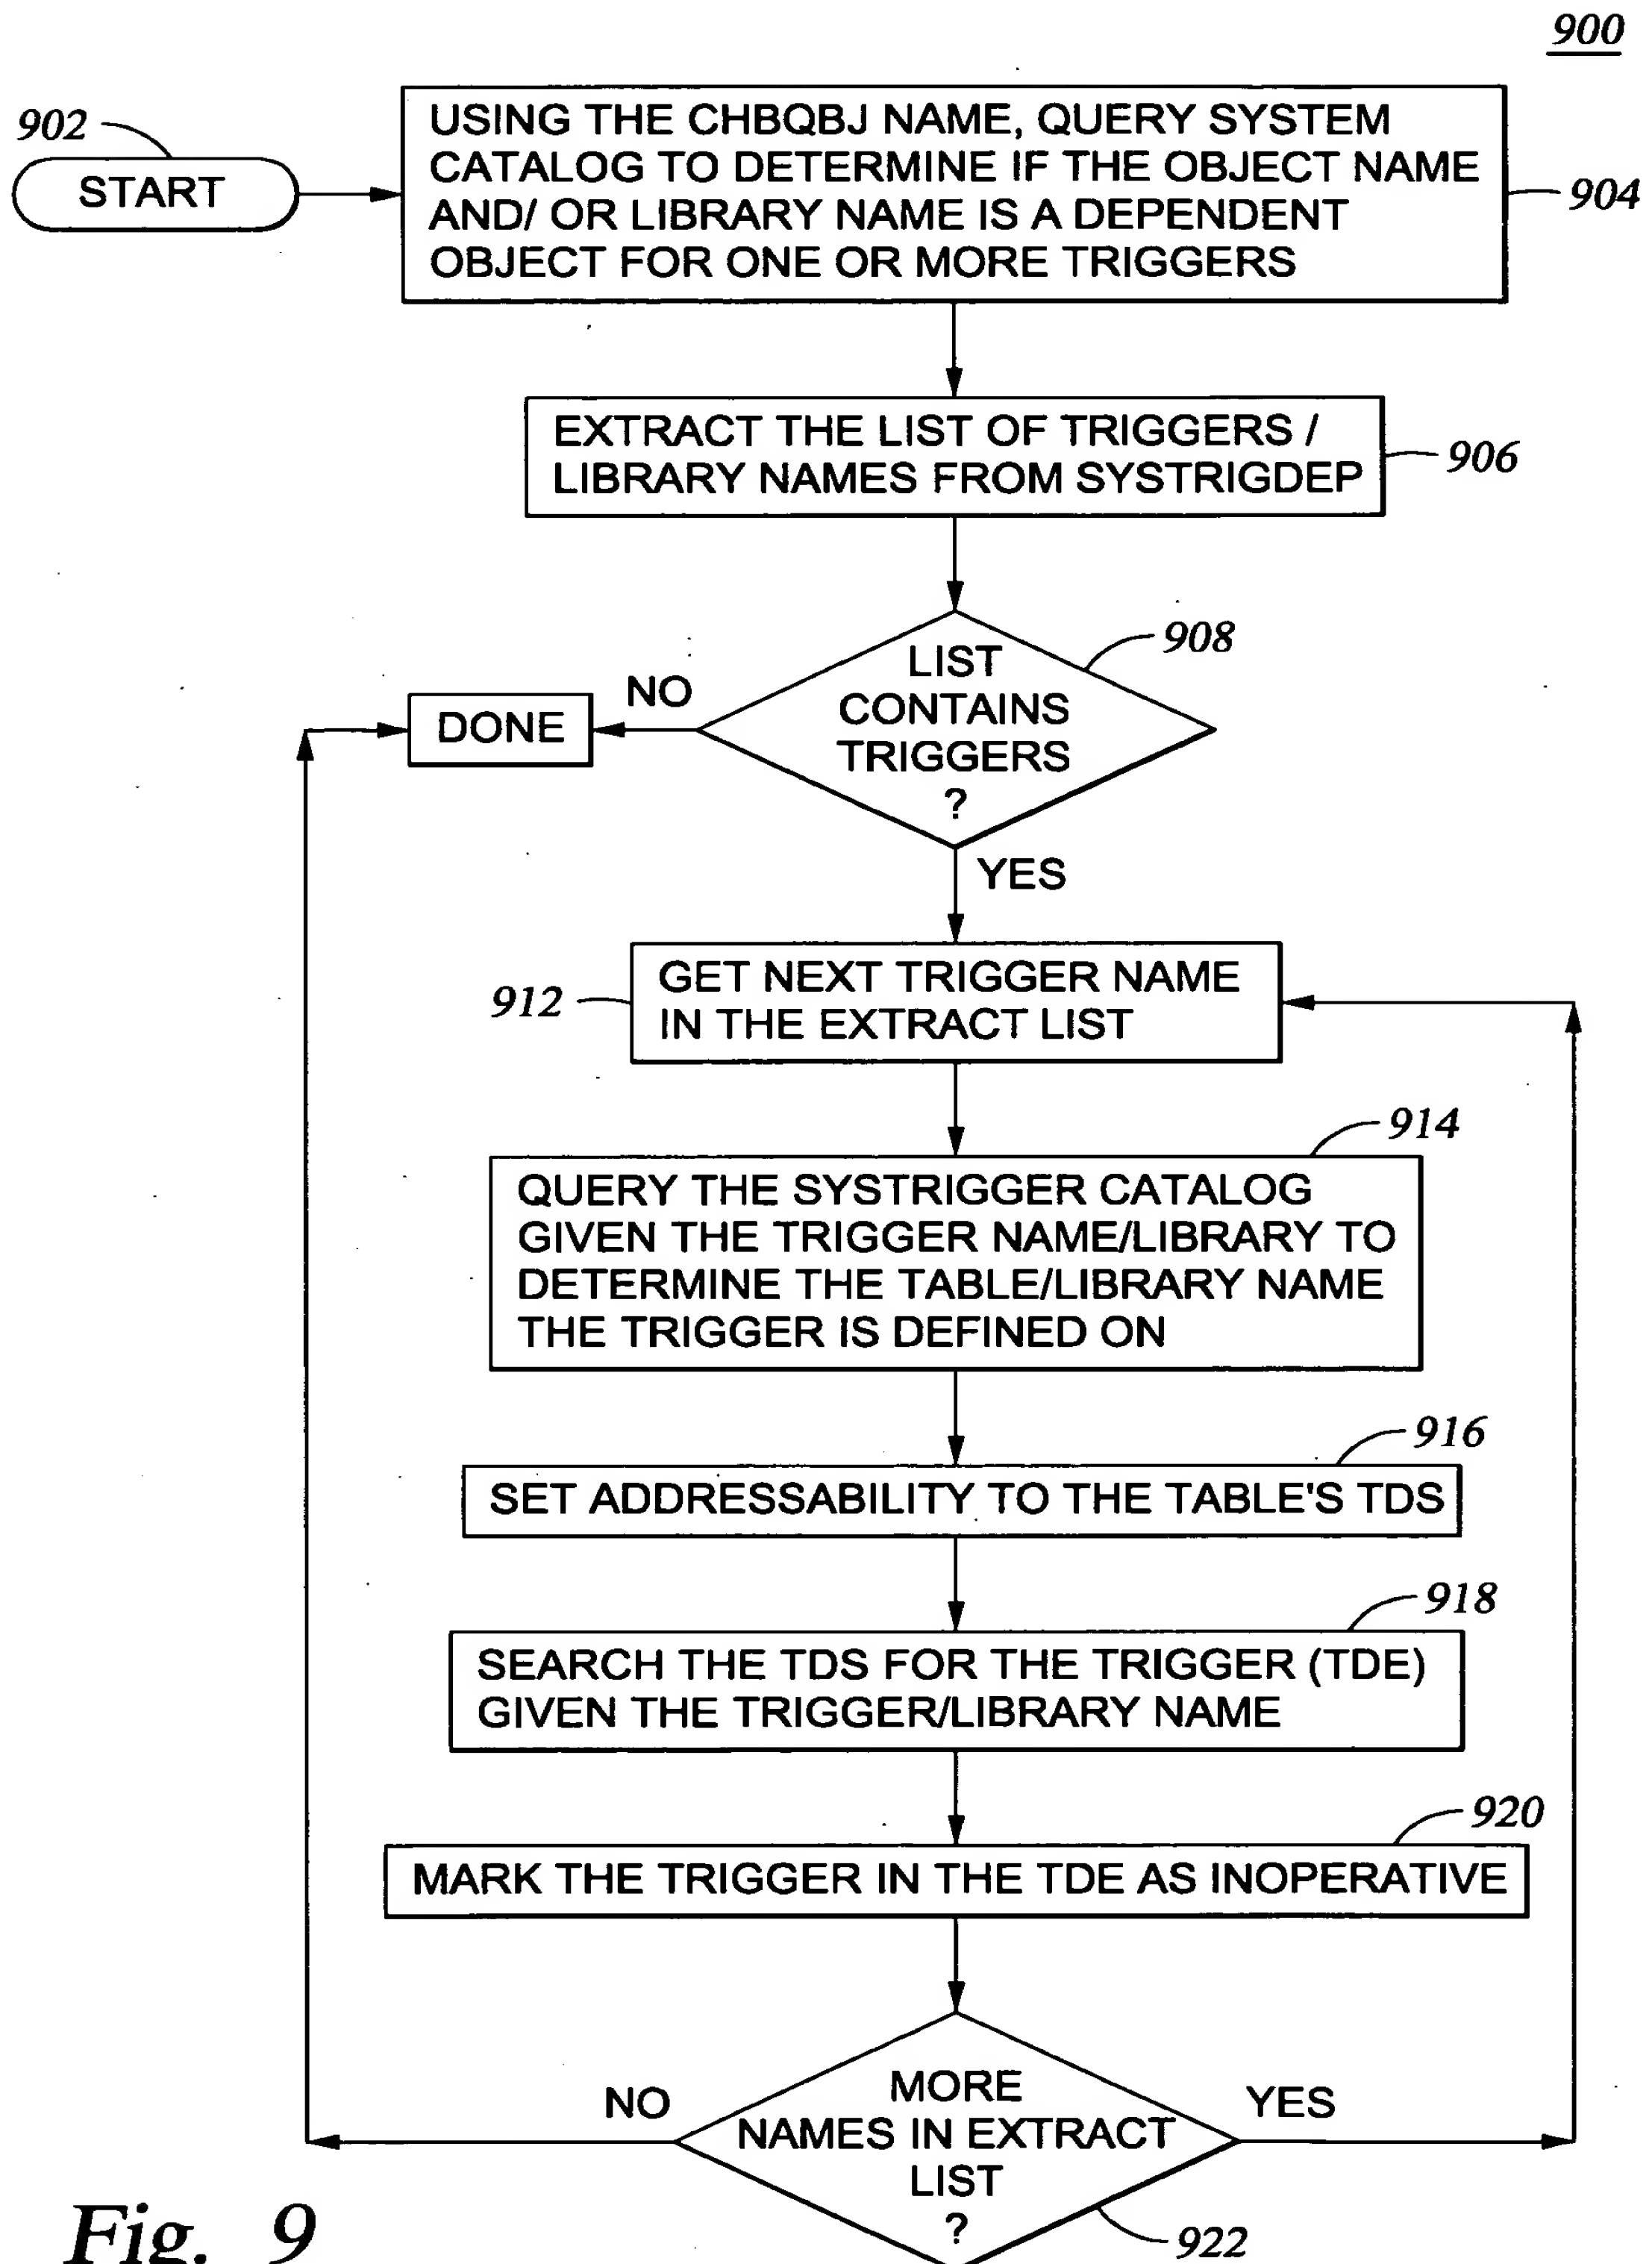 900
902
START
USING THE CHBQBJ NAME, QUERY SYSTEM
CATALOG TO DETERMINE IF THE OBJECT NAME
AND/ OR LIBRARY NAME IS A DEPENDENT
OBJECT FOR ONE OR MORE TRIGGERS
904
EXTRACT THE LIST OF TRIGGERS /
LIBRARY NAMES FROM SYSTRIGDEP
906
LIST
CONTAINS
TRIGGERS
?
908
NO
DONE
YES
GET NEXT TRIGGER NAME
IN THE EXTRACT LIST
912
914
QUERY THE SYSTRIGGER CATALOG
GIVEN THE TRIGGER NAME/LIBRARY TO
DETERMINE THE TABLE/LIBRARY NAME
THE TRIGGER IS DEFINED ON
916
SET ADDRESSABILITY TO THE TABLE'S TDS
918
SEARCH THE TDS FOR THE TRIGGER (TDE)
GIVEN THE TRIGGER/LIBRARY NAME
920
MARK THE TRIGGER IN THE TDE AS INOPERATIVE
NO
MORE
NAMES IN EXTRACT
LIST
?
YES
922
Fig. 9